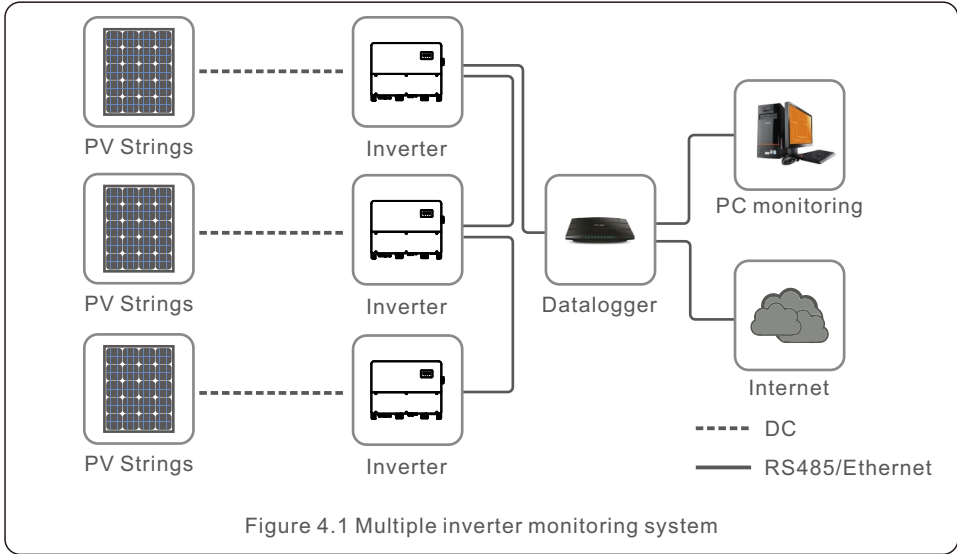 PV Strings
Inverter
PC monitoring
PV Strings
Inverter
Datalogger
Internet
DC
PV Strings
Inverter
RS485/Ethernet
Figure 4.1 Multiple inverter monitoring system